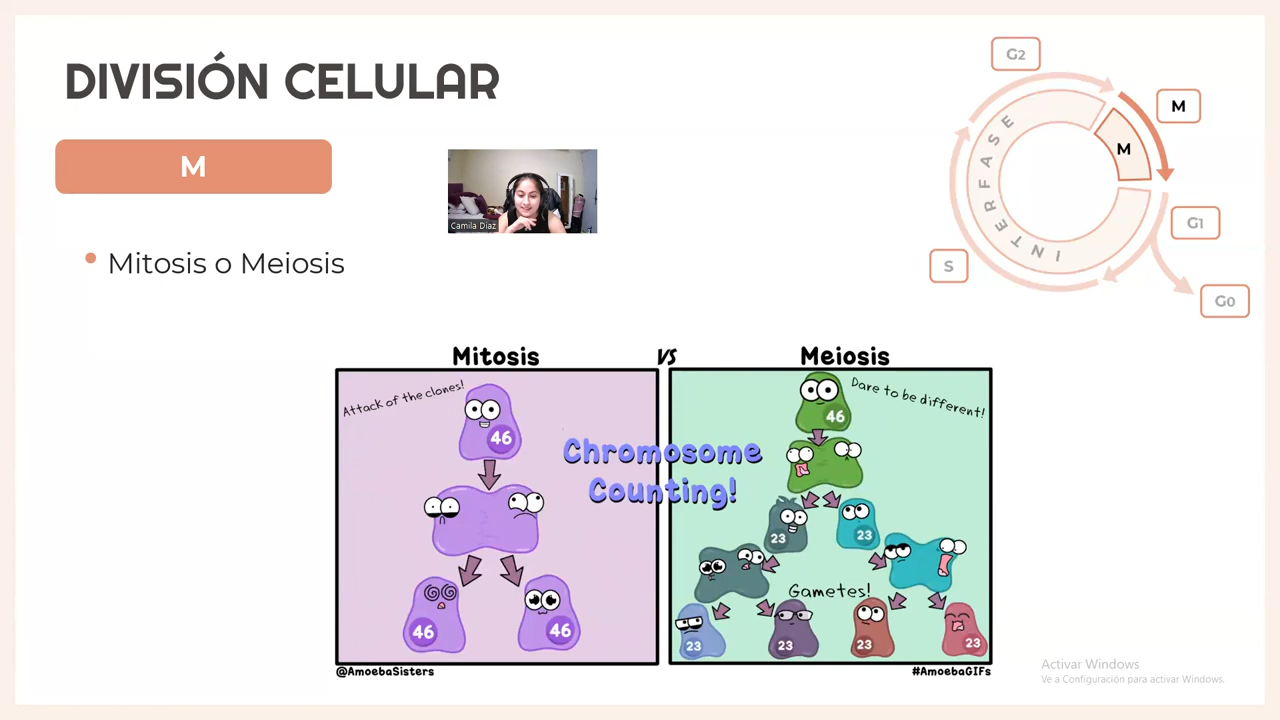 DIVISIÓN CELULAR
M
Camila Diaz
Mitosis o Meiosis
G2
M
M
G1
G0
S
INTERFASE
Mitosis
vs
Meiosis
Attack of the clones!
Dare to be different!
46
46
46
Chromosome
Counting!
46
23
23
Gametes!
23
23
23
23
@AmoebaSisters
#AmoebaGIFs
Activar Windows
Ve a Configuración para activar Windows.